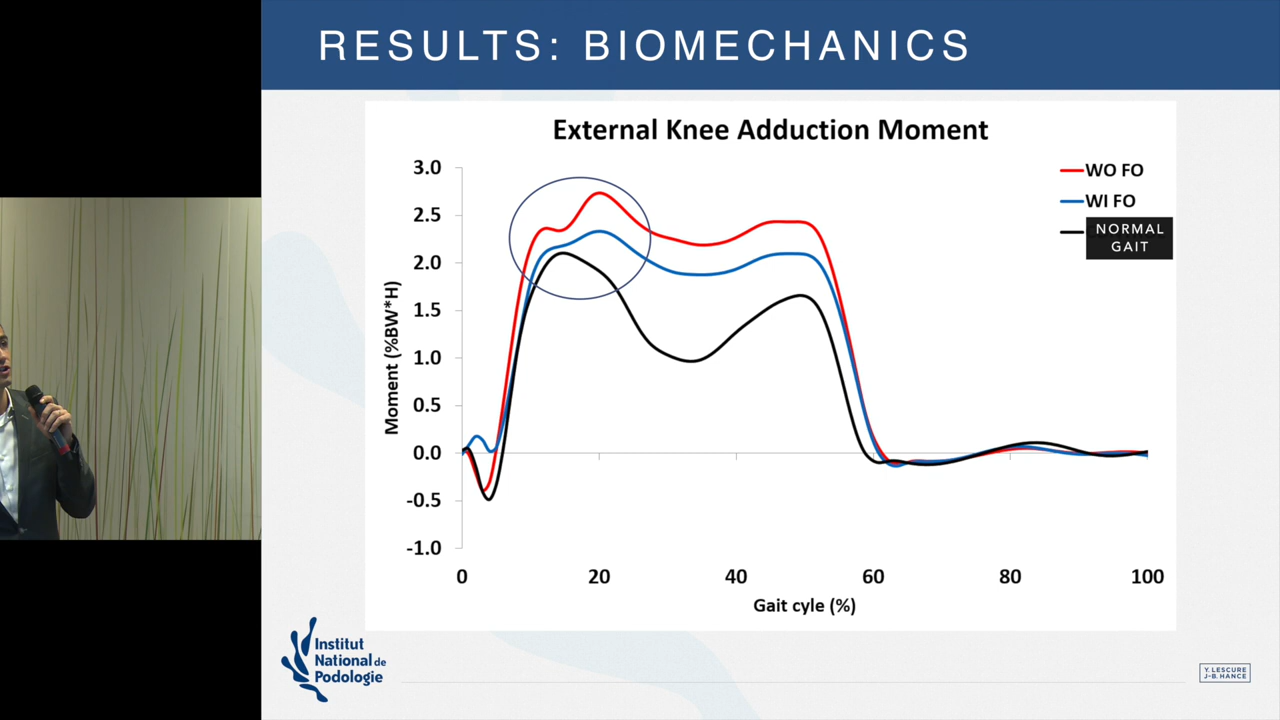 RESULTS: BIOMECHANICS
External Knee Adduction Moment
3.0
2.5
2.0
1.5
1.0
0.5
0.0
-0.5
-1.0
Moment (%BW*H)
WO FO
WI FO
NORMAL
GAIT
0 20 40 60 80 100
Gait cyle (%)
Institut
National de
Podologie
Y. LESCURE
J-B. HANCE